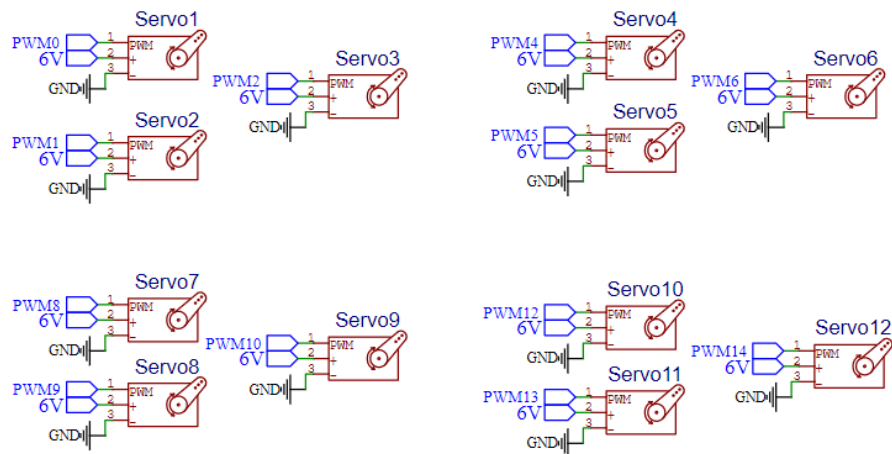 Servo1
PWM0 1 PWM
6V 2 +
GND 3 −
Servo2
PWM1 1 PWM
6V 2 +
GND 3 −
Servo3
PWM2 1 PWM
6V 2 +
GND 3 −
Servo4
PWM4 1 PWM
6V 2 +
GND 3 −
Servo5
PWM5 1 PWM
6V 2 +
GND 3 −
Servo6
PWM6 1 PWM
6V 2 +
GND 3 −
Servo7
PWM8 1 PWM
6V 2 +
GND 3 −
Servo8
PWM9 1 PWM
6V 2 +
GND 3 −
Servo9
PWM10 1 PWM
6V 2 +
GND 3 −
Servo10
PWM12 1 PWM
6V 2 +
GND 3 −
Servo11
PWM13 1 PWM
6V 2 +
GND 3 −
Servo12
PWM14 1 PWM
6V 2 +
GND 3 −